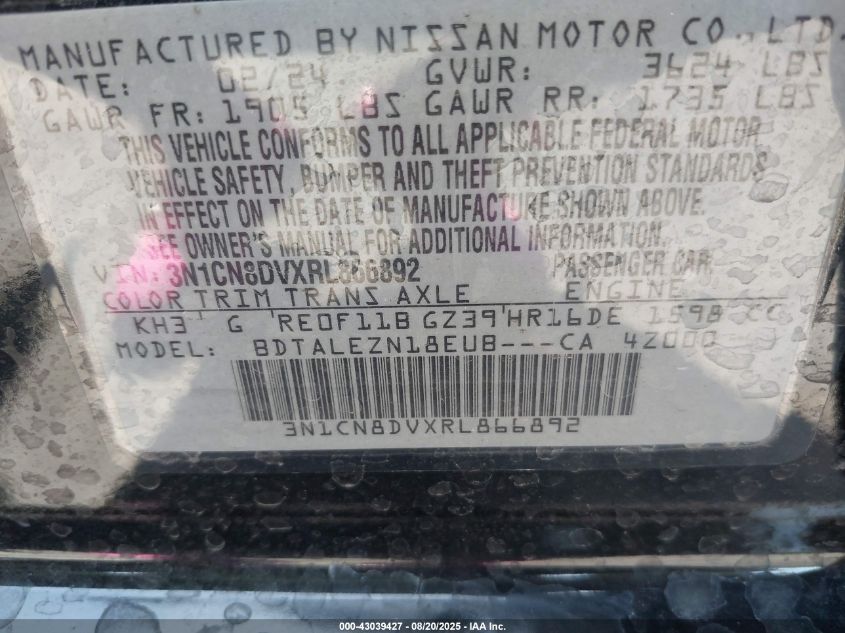 MANUFACTURED BY NISSAN MOTOR CO., LTD.
DATE: 02/24 GVWR: 3624 LBS
GAWR FR: 1905 LBS GAWR RR: 1735 LBS
THIS VEHICLE CONFORMS TO ALL APPLICABLE FEDERAL MOTOR
VEHICLE SAFETY, BUMPER AND THEFT PREVENTION STANDARDS
IN EFFECT ON THE DATE OF MANUFACTURE SHOWN ABOVE.
SEE OWNER'S MANUAL FOR ADDITIONAL INFORMATION.
VIN: 3N1CN8DVXRL866892 PASSENGER CAR
COLOR TRIM TRANS AXLE ENGINE
KH3 G RE0F11B GZ39 HR16DE 1598 CC
MODEL: BDTALEZN18EUB---CA 4Z000
3N1CN8DVXRL866892
000-43039427 - 08/20/2025 - IAA Inc.